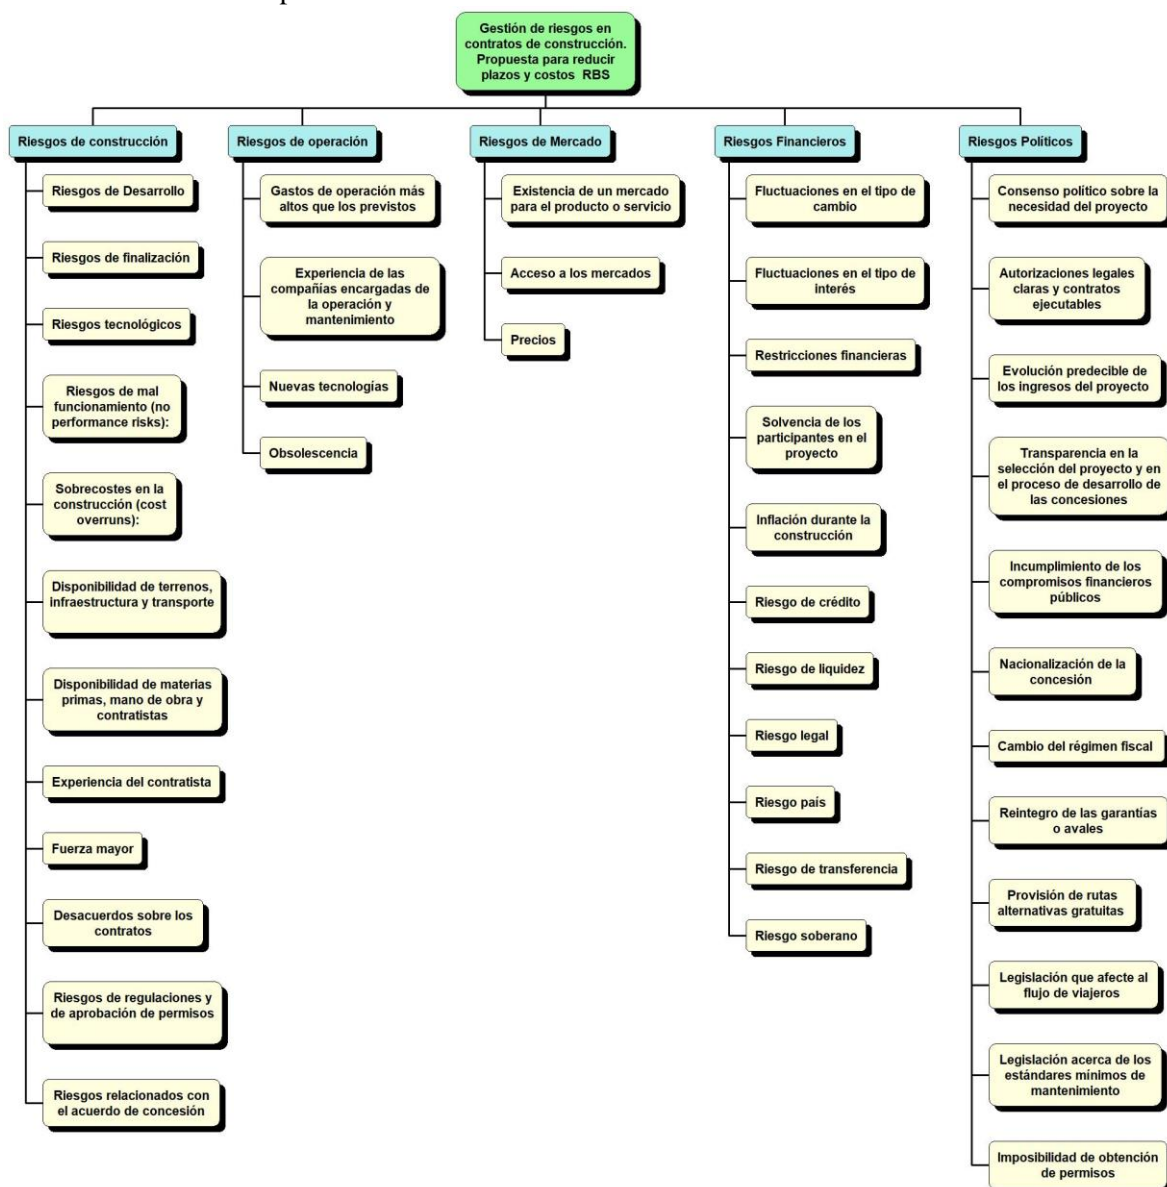 Gestión de riesgos en
contratos de construcción.
Propuesta para reducir
plazos y costos  RBS
Riesgos de construcción
Riesgos de Desarrollo
Riesgos de finalización
Riesgos tecnológicos
Riesgos de mal
funcionamiento (no
performance risks):
Sobrecostes en la
construcción (cost
overruns):
Disponibilidad de terrenos,
infraestructura y transporte
Disponibilidad de materias
primas, mano de obra y
contratistas
Experiencia del contratista
Fuerza mayor
Desacuerdos sobre los
contratos
Riesgos de regulaciones y
de aprobación de permisos
Riesgos relacionados con
el acuerdo de concesión
Riesgos de operación
Gastos de operación más
altos que los previstos
Experiencia de las
compañías encargadas de
la operación y
mantenimiento
Nuevas tecnologías
Obsolescencia
Riesgos de Mercado
Existencia de un mercado
para el producto o servicio
Acceso a los mercados
Precios
Riesgos Financieros
Fluctuaciones en el tipo de
cambio
Fluctuaciones en el tipo de
interés
Restricciones financieras
Solvencia de los
participantes en el
proyecto
Inflación durante la
construcción
Riesgo de crédito
Riesgo de liquidez
Riesgo legal
Riesgo país
Riesgo de transferencia
Riesgo soberano
Riesgos Políticos
Consenso político sobre la
necesidad del proyecto
Autorizaciones legales
claras y contratos
ejecutables
Evolución predecible de
los ingresos del proyecto
Transparencia en la
selección del proyecto y en
el proceso de desarrollo de
las concesiones
Incumplimiento de los
compromisos financieros
públicos
Nacionalización de la
concesión
Cambio del régimen fiscal
Reintegro de las garantías
o avales
Provisión de rutas
alternativas gratuitas
Legislación que afecte al
flujo de viajeros
Legislación acerca de los
estándares mínimos de
mantenimiento
Imposibilidad de obtención
de permisos